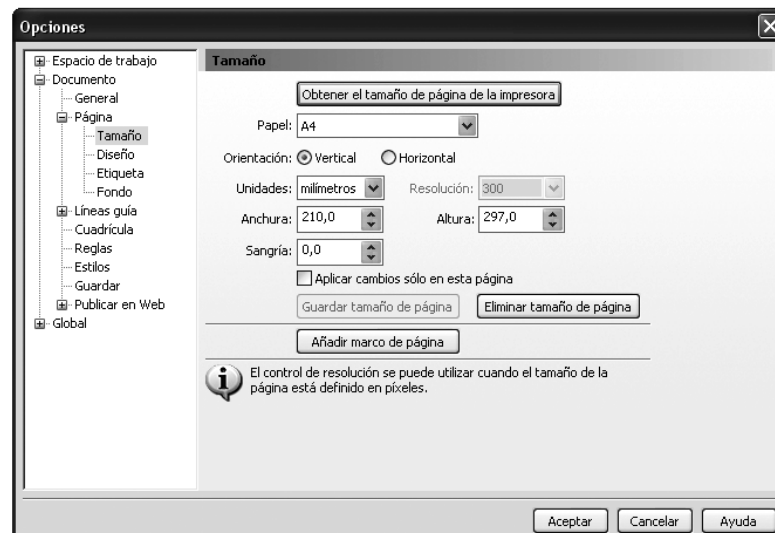 Opciones
Espacio de trabajo
Documento
General
Página
Tamaño
Diseño
Etiqueta
Fondo
Líneas guía
Cuadrícula
Reglas
Estilos
Guardar
Publicar en Web
Global
Tamaño
Obtener el tamaño de página de la impresora
Papel: A4
Orientación: Vertical Horizontal
Unidades: milímetros Resolución: 300
Anchura: 210,0 Altura: 297,0
Sangría: 0,0
Aplicar cambios sólo en esta página
Guardar tamaño de página Eliminar tamaño de página
Añadir marco de página
El control de resolución se puede utilizar cuando el tamaño de la
página está definido en píxeles.
Aceptar Cancelar Ayuda